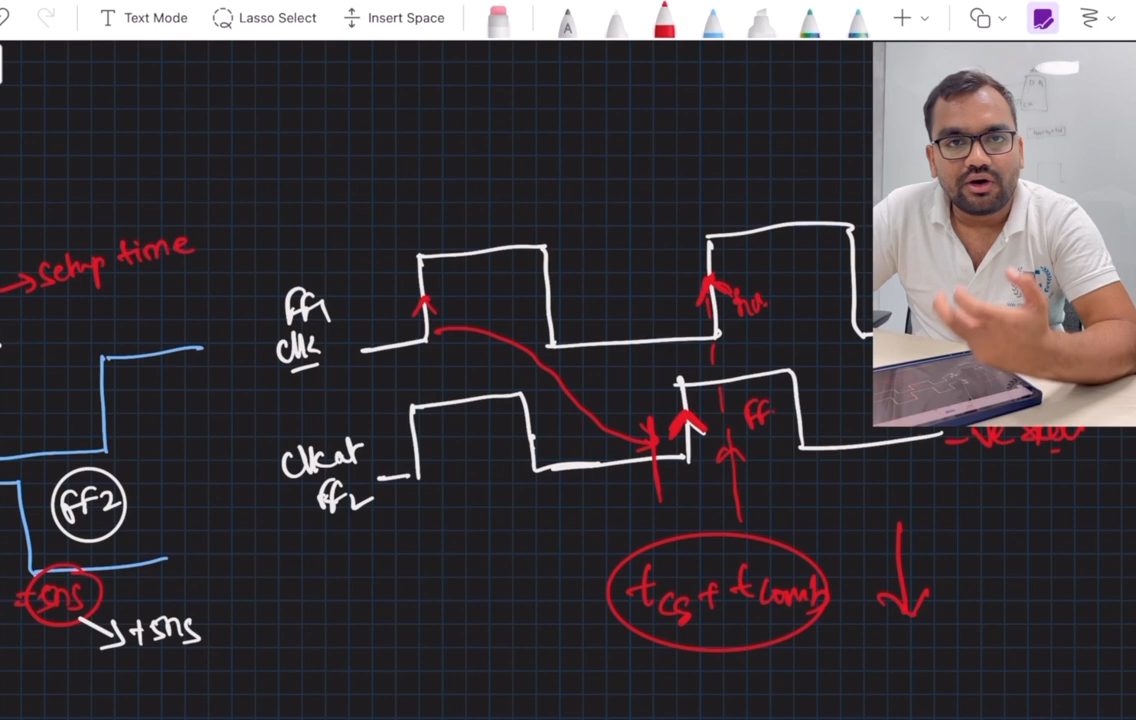 Text Mode
Lasso Select
Insert Space
A
→ setup time
ff1
clk
ff.
clk at
ff2
-ve skew
ff2
tcq + tcomb
+5ns